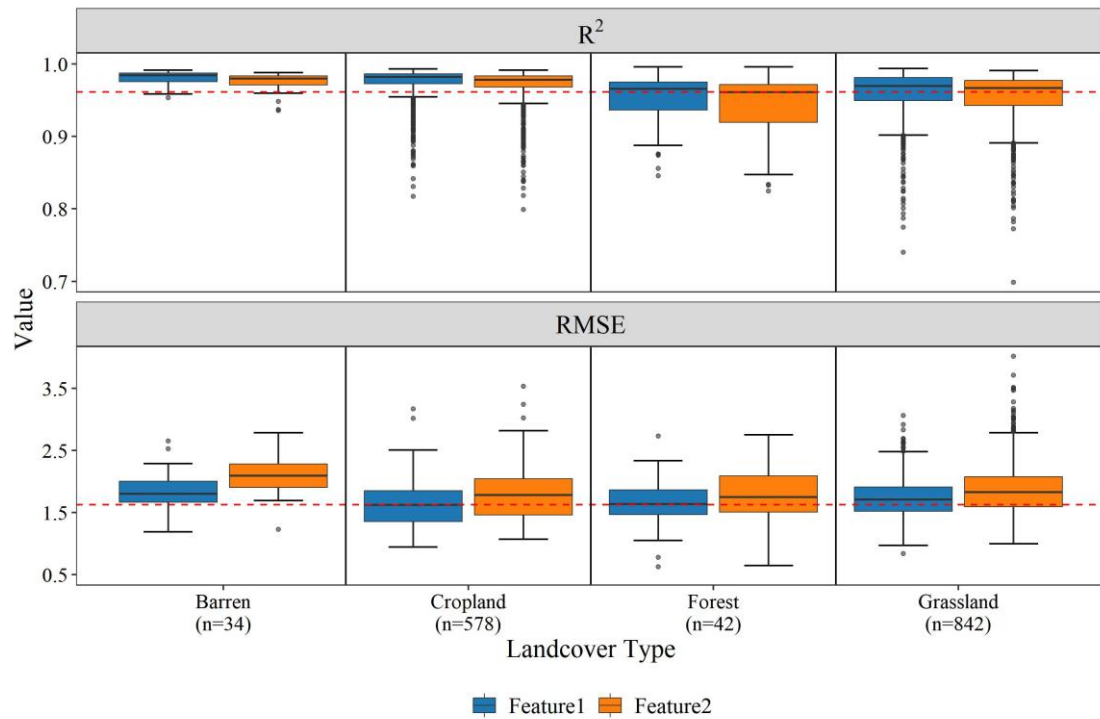 R²
1.0
0.9
0.8
0.7
Value
RMSE
3.5
2.5
1.5
0.5
Barren Cropland Forest Grassland
(n=34) (n=578) (n=42) (n=842)
Landcover Type
Feature1 Feature2